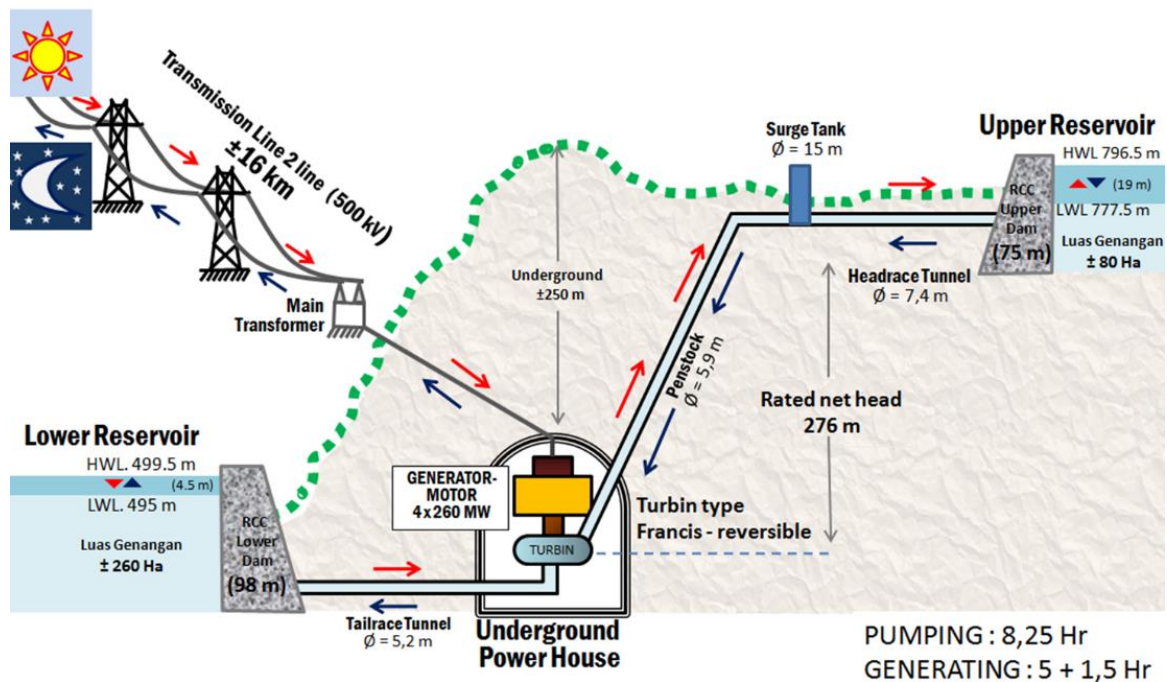 Transmission Line 2 line (500 kV)
±16 km
Surge Tank
Ø = 15 m
Upper Reservoir
HWL 796.5 m
(19 m)
LWL 777.5 m
RCC
Upper
Dam
(75 m)
Luas Genangan
± 80 Ha
Headrace Tunnel
Ø = 7,4 m
Underground
±250 m
Main
Transformer
Penstock
Ø = 5,9 m
Rated net head
276 m
Lower Reservoir
HWL. 499.5 m
(4.5 m)
LWL. 495 m
RCC
Lower
Dam
(98 m)
Luas Genangan
± 260 Ha
GENERATOR-
MOTOR
4 x 260 MW
Turbin type
Francis - reversible
TURBIN
Tailrace Tunnel
Ø = 5,2 m
Underground
Power House
PUMPING : 8,25 Hr
GENERATING : 5 + 1,5 Hr